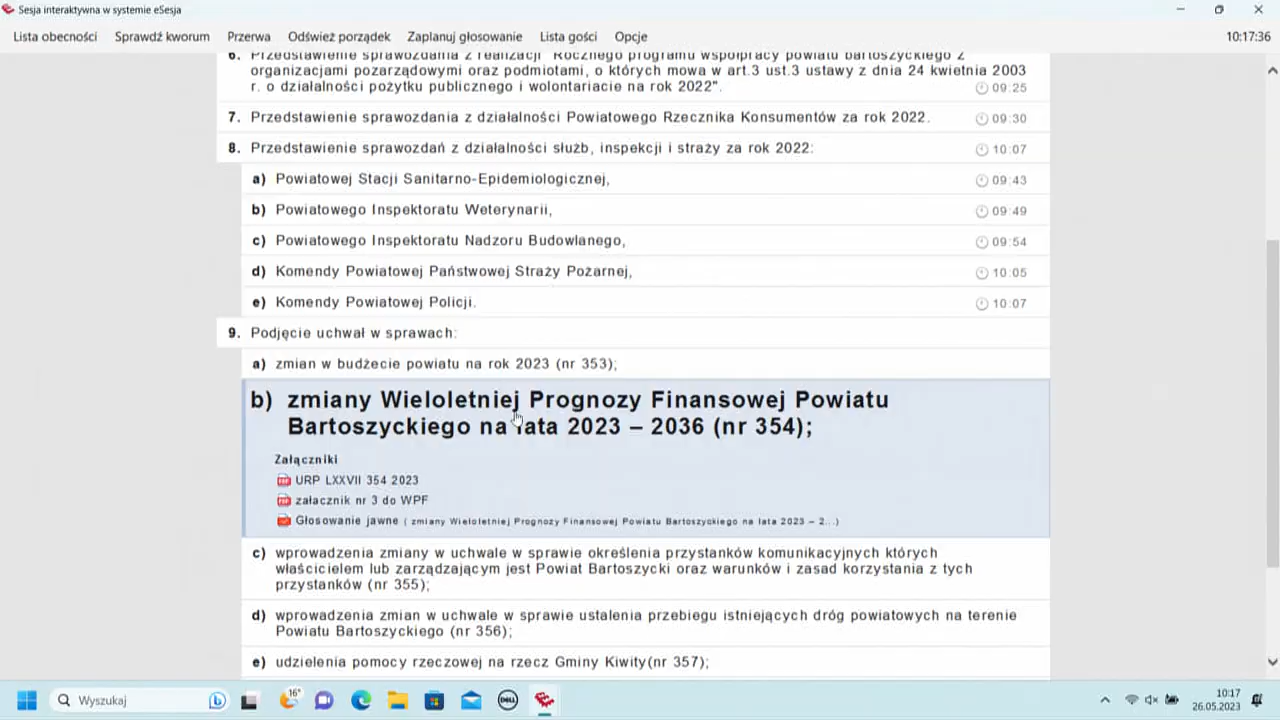 Sesja interaktywna w systemie eSesja
Lista obecności Sprawdź kworum Przerwa Odśwież porządek Zaplanuj głosowanie Lista gości Opcje 10:17:36
6. Przedstawienie sprawozdania z realizacji "Rocznego programu współpracy powiatu bartoszyckiego z
organizacjami pozarządowymi oraz podmiotami, o których mowa w art.3 ust.3 ustawy z dnia 24 kwietnia 2003
r. o działalności pożytku publicznego i wolontariacie na rok 2022". 09:25
7. Przedstawienie sprawozdania z działalności Powiatowego Rzecznika Konsumentów za rok 2022. 09:30
8. Przedstawienie sprawozdań z działalności służb, inspekcji i straży za rok 2022: 10:07
a) Powiatowej Stacji Sanitarno-Epidemiologicznej, 09:43
b) Powiatowego Inspektoratu Weterynarii, 09:49
c) Powiatowego Inspektoratu Nadzoru Budowlanego, 09:54
d) Komendy Powiatowej Państwowej Straży Pożarnej, 10:05
e) Komendy Powiatowej Policji. 10:07
9. Podjęcie uchwał w sprawach:
a) zmian w budżecie powiatu na rok 2023 (nr 353);
b) zmiany Wieloletniej Prognozy Finansowej Powiatu
Bartoszyckiego na lata 2023 – 2036 (nr 354);
Załączniki
URP LXXVII 354 2023
załacznik nr 3 do WPF
Głosowanie jawne ( zmiany Wieloletniej Prognozy Finansowej Powiatu Bartoszyckiego na lata 2023 – 2...)
c) wprowadzenia zmiany w uchwale w sprawie określenia przystanków komunikacyjnych których
właścicielem lub zarządzającym jest Powiat Bartoszycki oraz warunków i zasad korzystania z tych
przystanków (nr 355);
d) wprowadzenia zmian w uchwale w sprawie ustalenia przebiegu istniejących dróg powiatowych na terenie
Powiatu Bartoszyckiego (nr 356);
e) udzielenia pomocy rzeczowej na rzecz Gminy Kiwity(nr 357);
Wyszukaj 16° DELL 10:17
26.05.2023